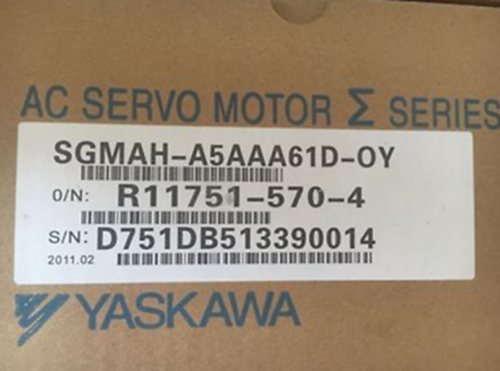 AC SERVO MOTOR Σ SERIES
SGMAH-A5AAA61D-OY
O/N: R11751-570-4
S/N: D751DB513390014
2011.02
YASKAWA